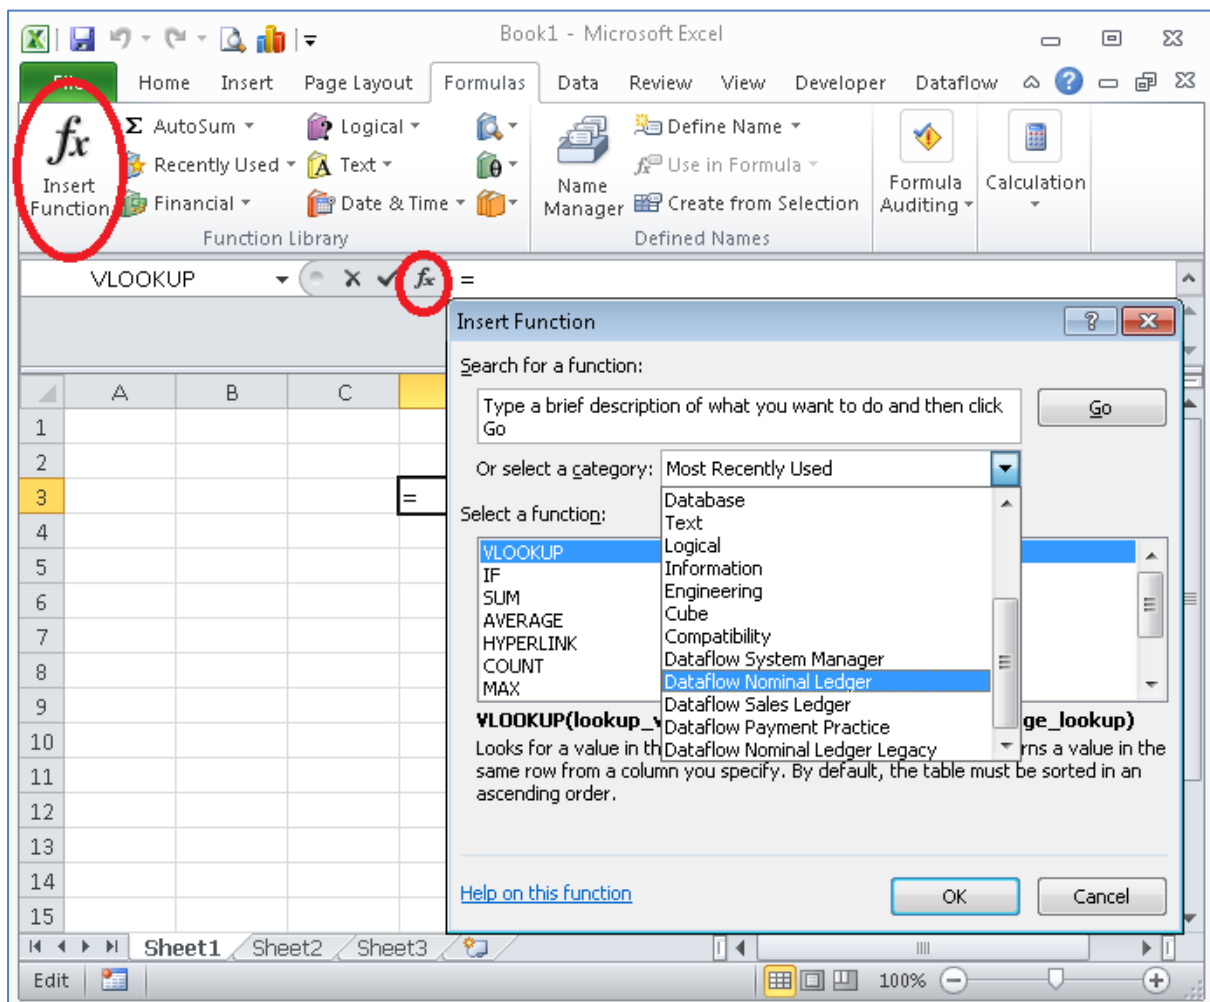 Book1 - Microsoft Excel
File Home Insert Page Layout Formulas Data Review View Developer Dataflow
fx Σ AutoSum Logical Define Name
Recently Used Text fx Use in Formula
Insert Function Financial Date & Time Name Manager Create from Selection Formula Auditing Calculation
Function Library Defined Names
VLOOKUP fx =
Insert Function
Search for a function:
Type a brief description of what you want to do and then click
Go
Go
Or select a category: Most Recently Used
Database
Text
Logical
Information
Engineering
Cube
Compatibility
Dataflow System Manager
Dataflow Nominal Ledger
Dataflow Sales Ledger
Dataflow Payment Practice
Dataflow Nominal Ledger Legacy
Select a function:
VLOOKUP
IF
SUM
AVERAGE
HYPERLINK
COUNT
MAX
VLOOKUP(lookup_v ge_lookup)
Looks for a value in th rns a value in the
same row from a column you specify. By default, the table must be sorted in an
ascending order.
Help on this function OK Cancel
A B C
1
2
3 =
4
5
6
7
8
9
10
11
12
13
14
15
Sheet1 Sheet2 Sheet3
Edit 100%